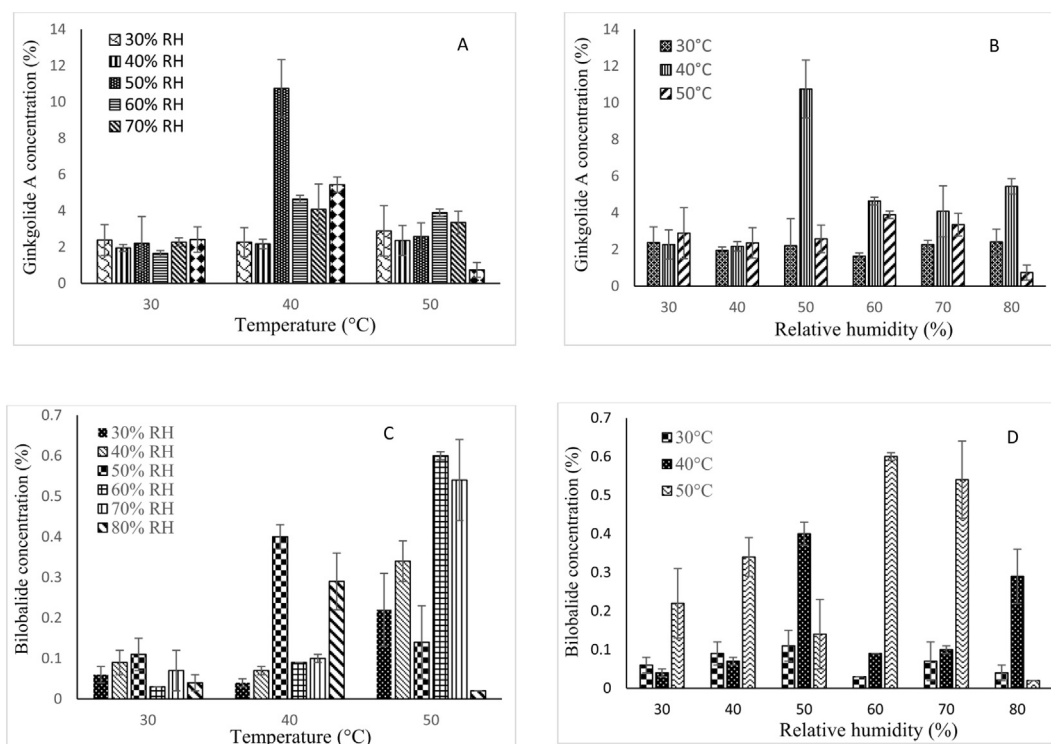 Ginkgolide A concentration (%)
14
12
10
8
6
4
2
0
30% RH
40% RH
50% RH
60% RH
70% RH
A
30
40
50
Temperature (°C)
Ginkgolide A concentration (%)
14
12
10
8
6
4
2
0
30°C
40°C
50°C
B
30
40
50
60
70
80
Relative humidity (%)
Bilobalide concentration (%)
0.7
0.6
0.5
0.4
0.3
0.2
0.1
0
30% RH
40% RH
50% RH
60% RH
70% RH
80% RH
C
30
40
50
Temperature (°C)
Bilobalide concentration (%)
0.7
0.6
0.5
0.4
0.3
0.2
0.1
0
30°C
40°C
50°C
D
30
40
50
60
70
80
Relative humidity (%)